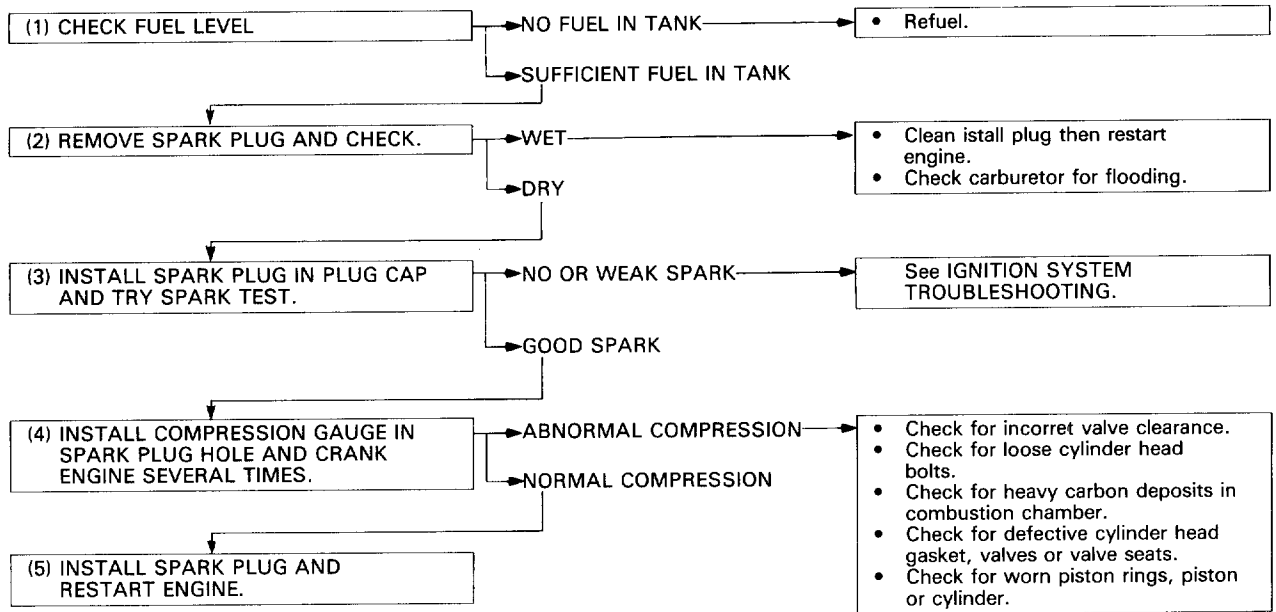 (1) CHECK FUEL LEVEL
NO FUEL IN TANK
• Refuel.
SUFFICIENT FUEL IN TANK
(2) REMOVE SPARK PLUG AND CHECK.
WET
• Clean istall plug then restart
engine.
• Check carburetor for flooding.
DRY
(3) INSTALL SPARK PLUG IN PLUG CAP
AND TRY SPARK TEST.
NO OR WEAK SPARK
See IGNITION SYSTEM
TROUBLESHOOTING.
GOOD SPARK
(4) INSTALL COMPRESSION GAUGE IN
SPARK PLUG HOLE AND CRANK
ENGINE SEVERAL TIMES.
ABNORMAL COMPRESSION
• Check for incorret valve clearance.
• Check for loose cylinder head
bolts.
• Check for heavy carbon deposits in
combustion chamber.
• Check for defective cylinder head
gasket, valves or valve seats.
• Check for worn piston rings, piston
or cylinder.
NORMAL COMPRESSION
(5) INSTALL SPARK PLUG AND
RESTART ENGINE.